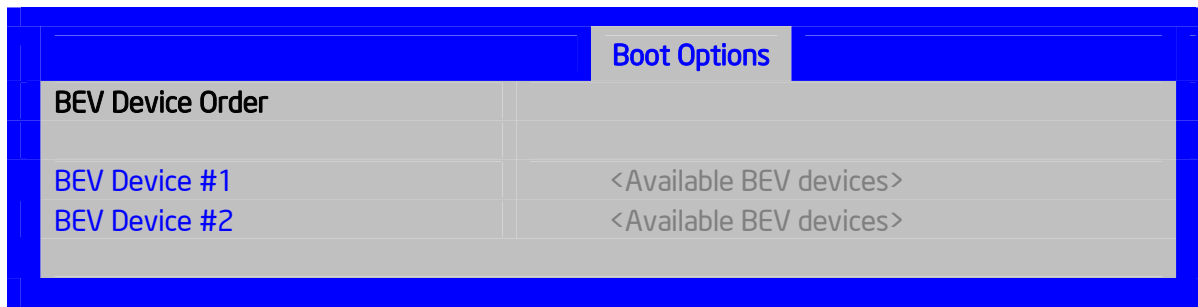 Boot Options
BEV Device Order
BEV Device #1 <Available BEV devices>
BEV Device #2 <Available BEV devices>